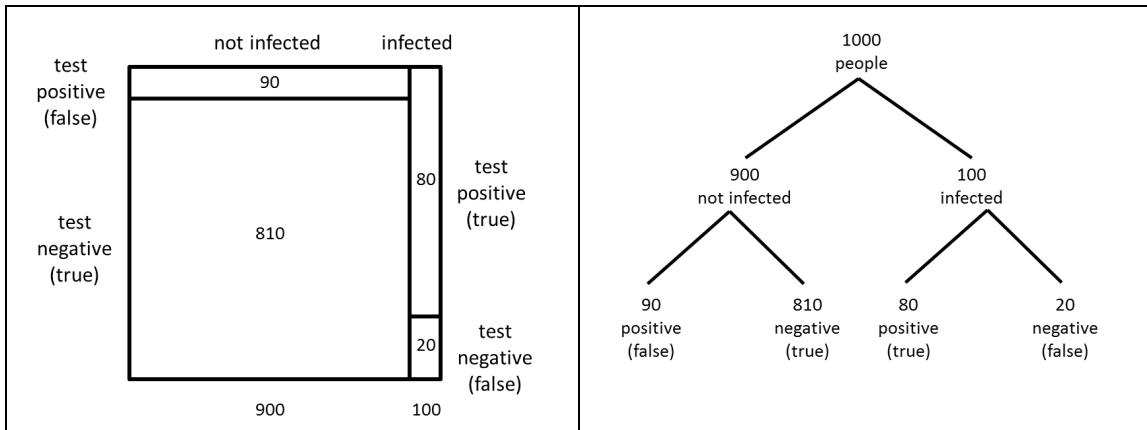 not infected
infected
test
positive
(false)
90
80
test
positive
(true)
test
negative
(true)
810
20
test
negative
(false)
900
100
1000
people
900
not infected
100
infected
90
positive
(false)
810
negative
(true)
80
positive
(true)
20
negative
(false)